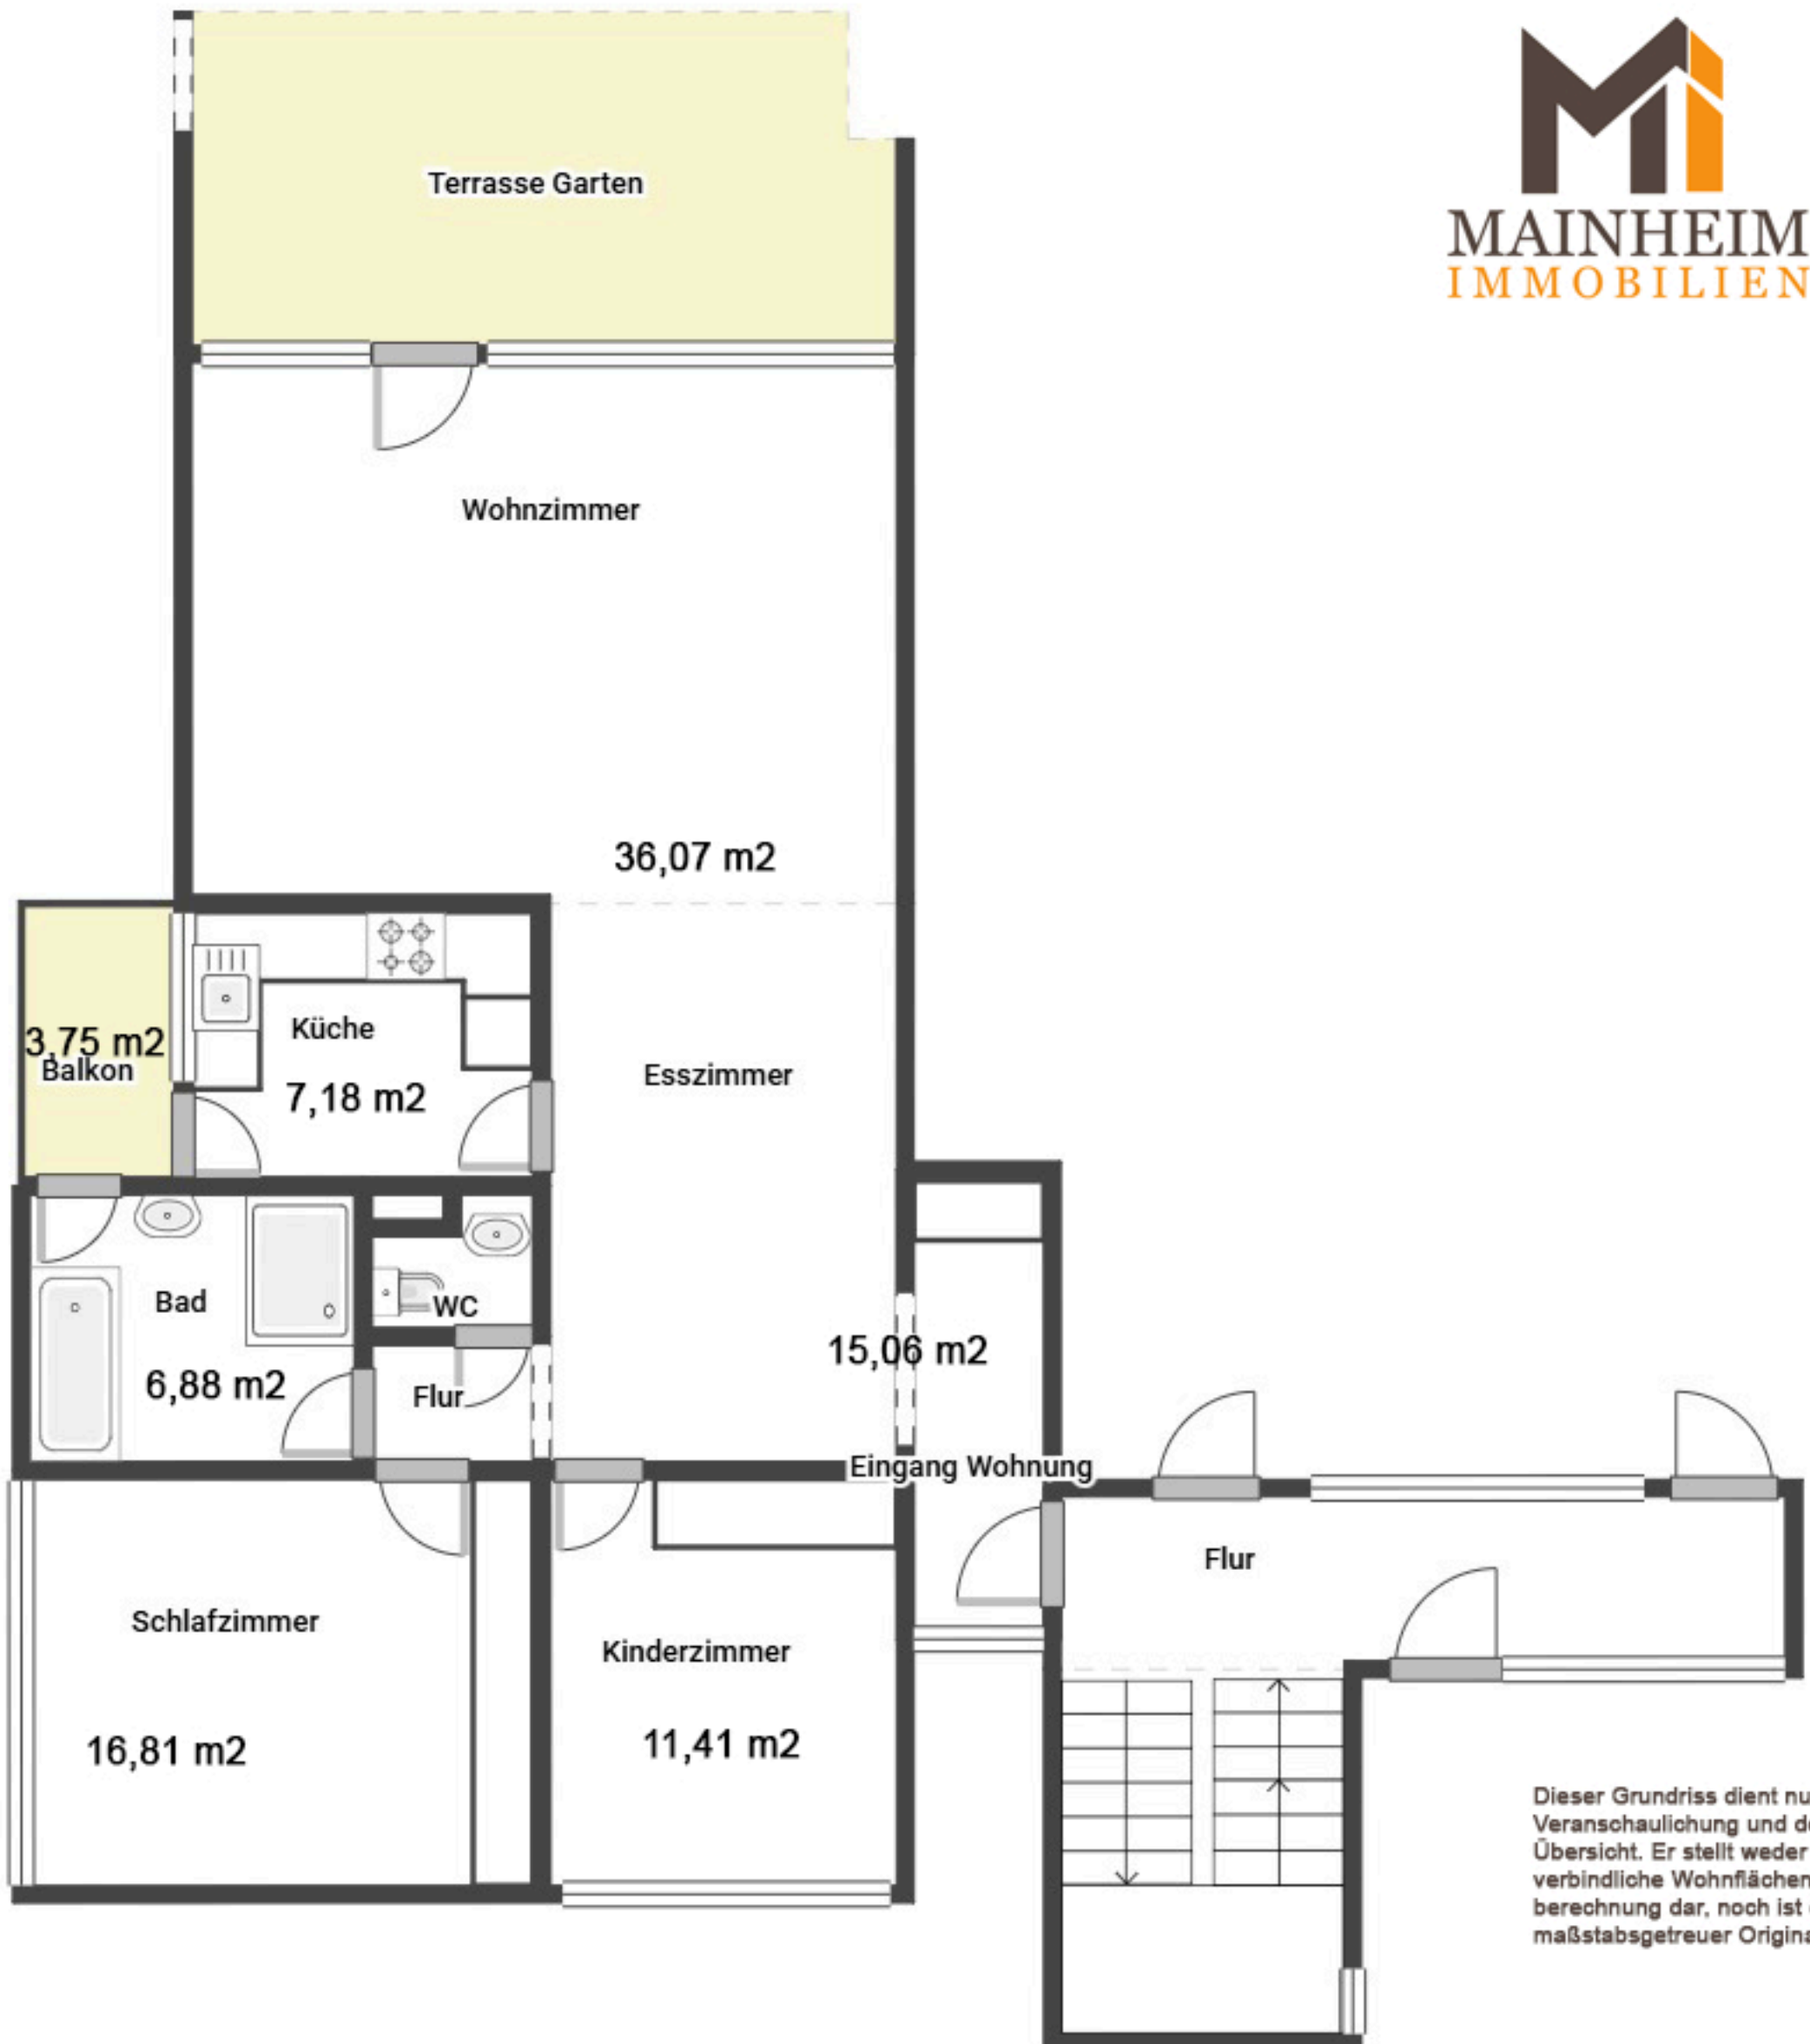 MAINHEIM
IMMOBILIEN
Terrasse Garten
Wohnzimmer
36,07 m2
3,75 m2
Balkon
Küche
7,18 m2
Esszimmer
Bad
6,88 m2
WC
Flur
15,06 m2
Eingang Wohnung
Flur
Schlafzimmer
16,81 m2
Kinderzimmer
11,41 m2
Dieser Grundriss dient nu
Veranschaulichung und d
Übersicht. Er stellt weder
verbindliche Wohnflächen
berechnung dar, noch ist
maßstabsgetreuer Origina